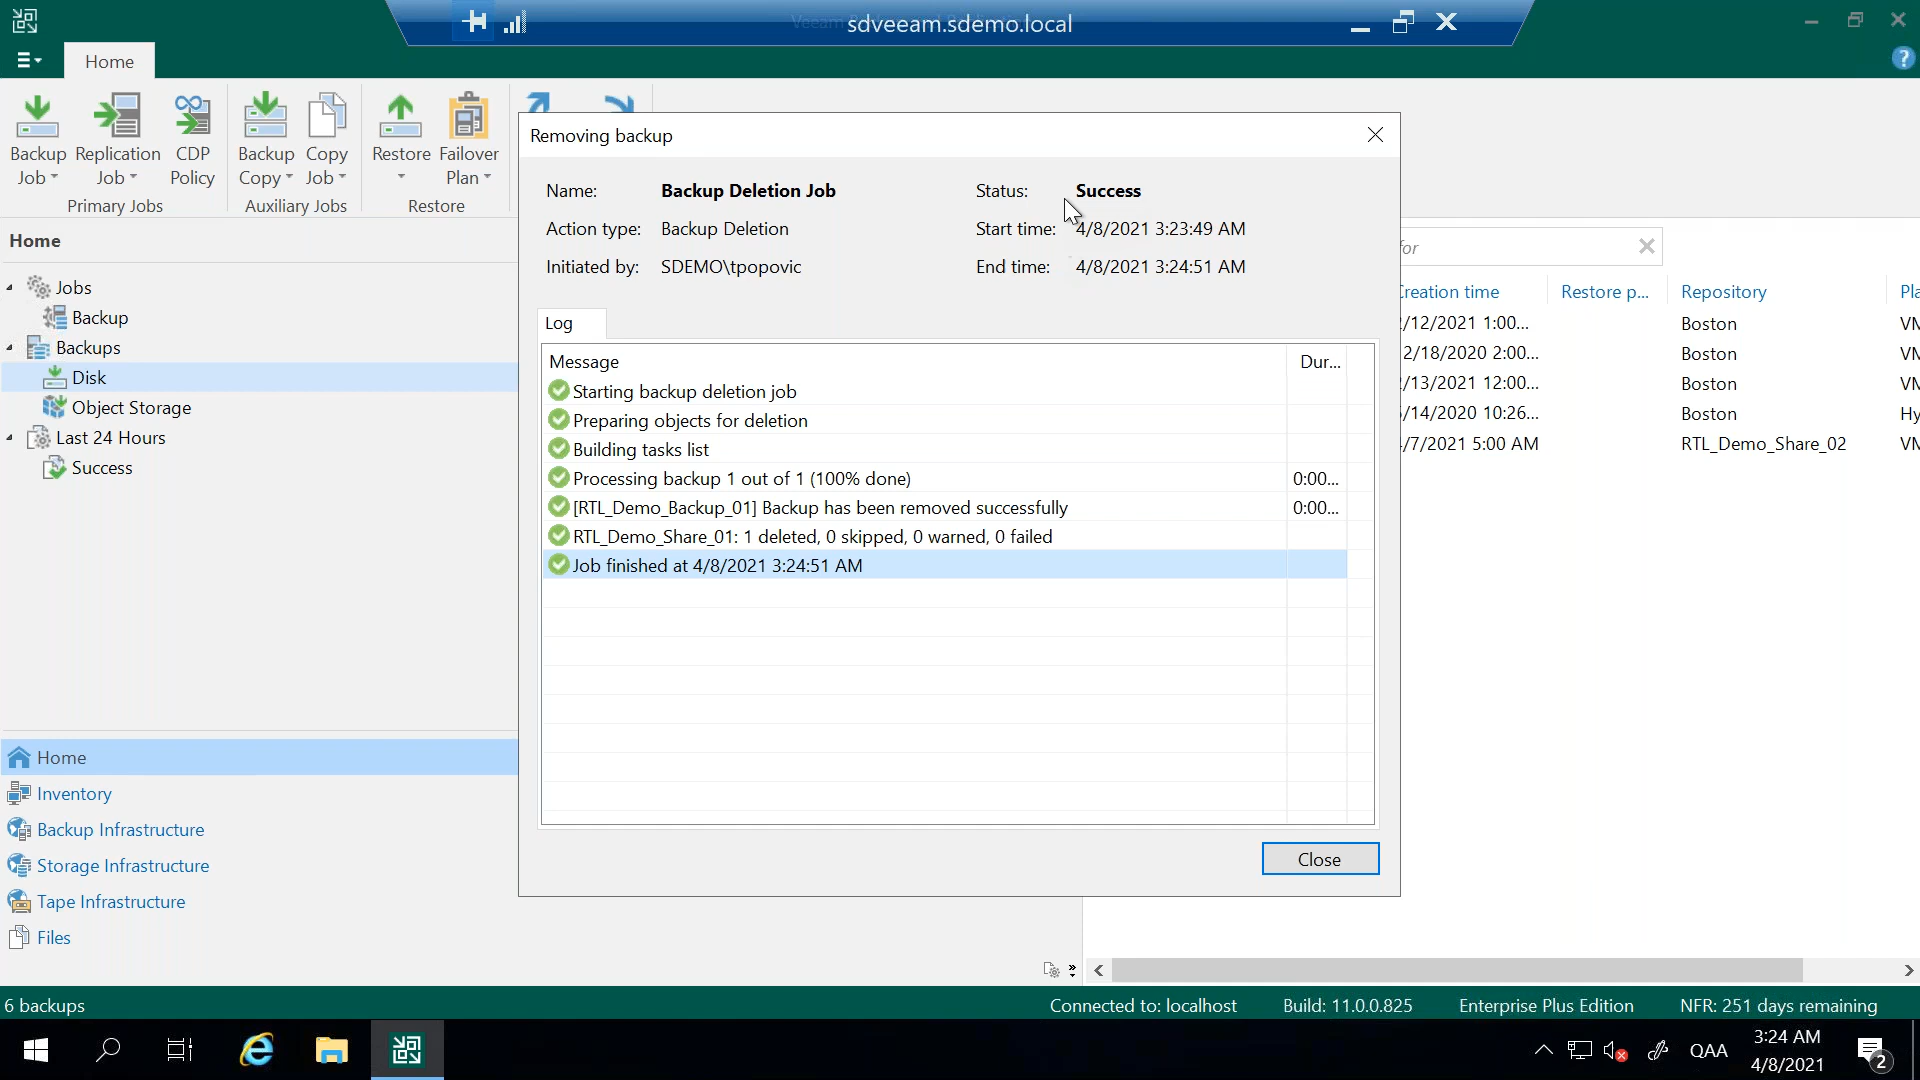 sdveeam.sdemo.local
Home
Backup Job
Replication Job
CDP Policy
Primary Jobs
Backup Copy
Copy Job
Auxiliary Jobs
Restore
Failover Plan
Restore
Home
Jobs
Backup
Backups
Disk
Object Storage
Last 24 Hours
Success
Home
Inventory
Backup Infrastructure
Storage Infrastructure
Tape Infrastructure
Files
Removing backup
Name: Backup Deletion Job Status: Success
Action type: Backup Deletion Start time: 4/8/2021 3:23:49 AM
Initiated by: SDEMO\tpopovic End time: 4/8/2021 3:24:51 AM
Log
Message Dur...
Starting backup deletion job
Preparing objects for deletion
Building tasks list
Processing backup 1 out of 1 (100% done) 0:00...
[RTL_Demo_Backup_01] Backup has been removed successfully 0:00...
RTL_Demo_Share_01: 1 deleted, 0 skipped, 0 warned, 0 failed
Job finished at 4/8/2021 3:24:51 AM
Close
for
Creation time Restore p... Repository Pla
/12/2021 1:00... Boston VM
2/18/2020 2:00... Boston VM
/13/2021 12:00... Boston VM
/14/2020 10:26... Boston Hy
/7/2021 5:00 AM RTL_Demo_Share_02 VM
6 backups Connected to: localhost Build: 11.0.0.825 Enterprise Plus Edition NFR: 251 days remaining
QAA
3:24 AM
4/8/2021
2